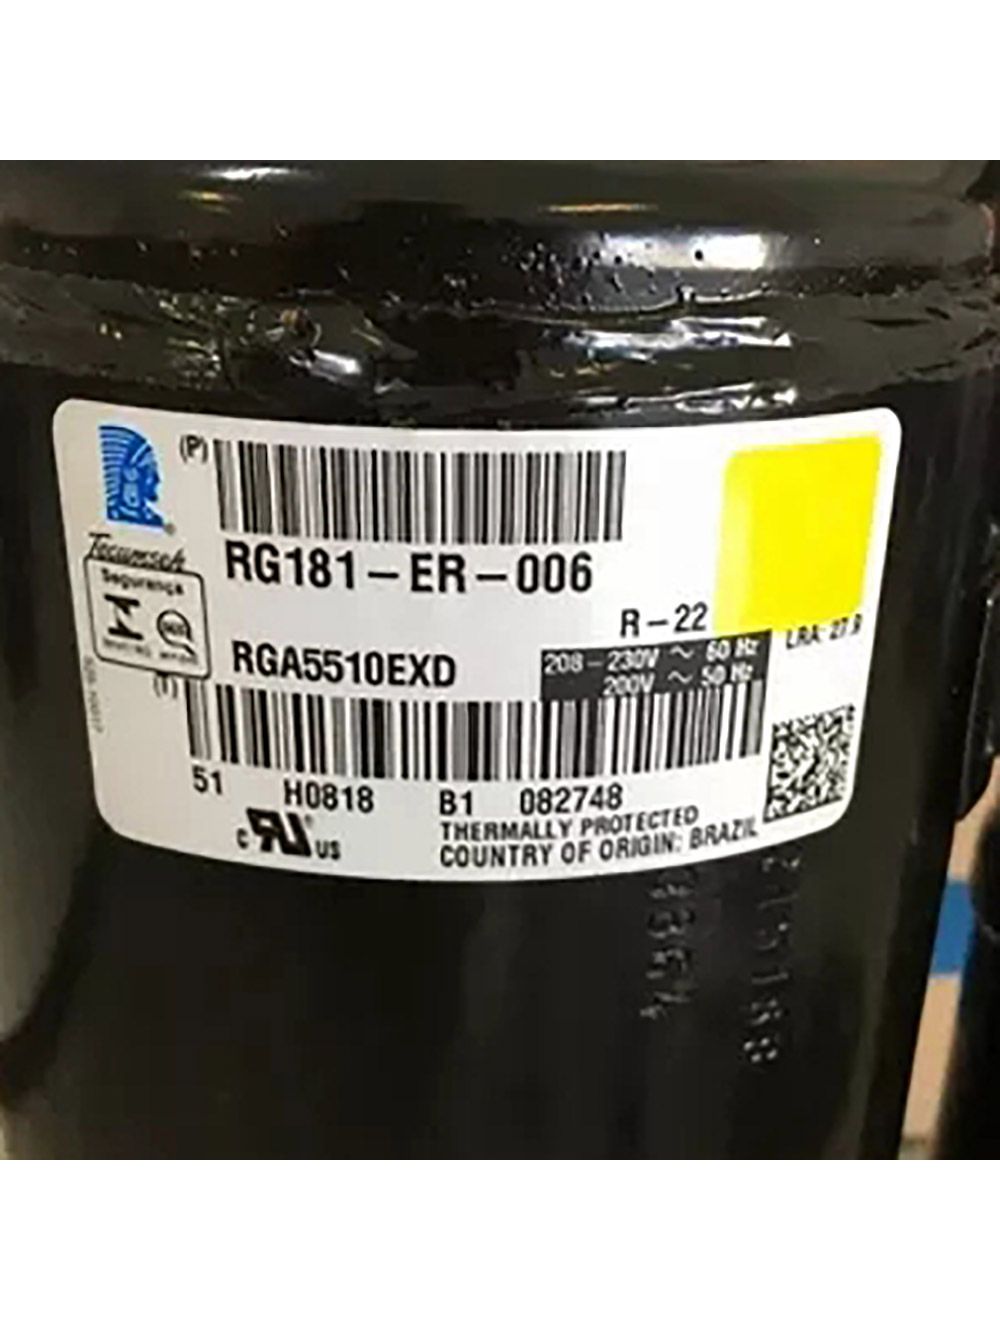 (P)
RG181-ER-006
Tecumseh
Segurança
R-22
LRA: 27.8
RGA5510EXD
208-230V ~ 60 Hz
200V ~ 50 Hz
(T)
51 H0818 B1 082748
C US
THERMALLY PROTECTED
COUNTRY OF ORIGIN: BRAZIL